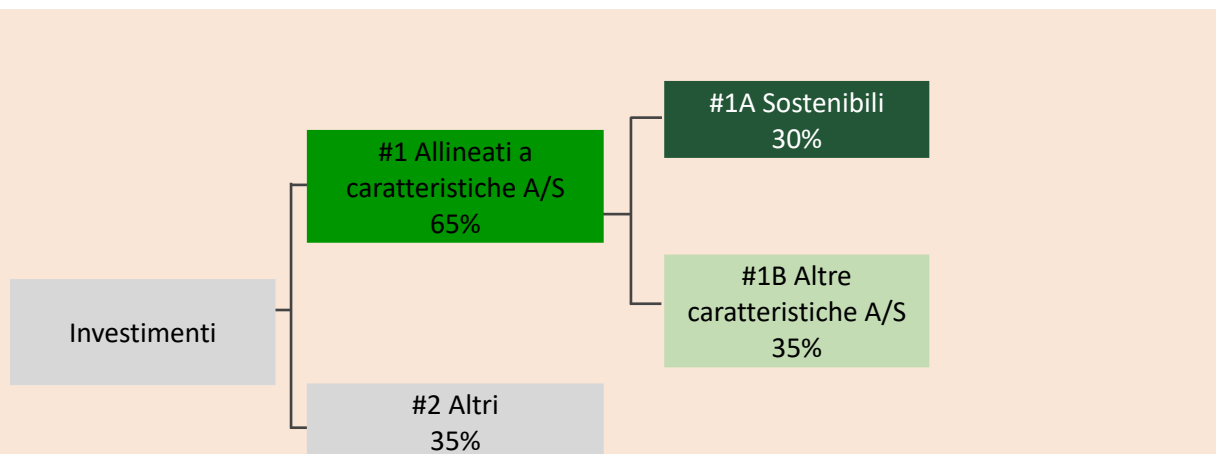 #1A Sostenibili
30%
#1 Allineati a
caratteristiche A/S
65%
#1B Altre
caratteristiche A/S
35%
Investimenti
#2 Altri
35%